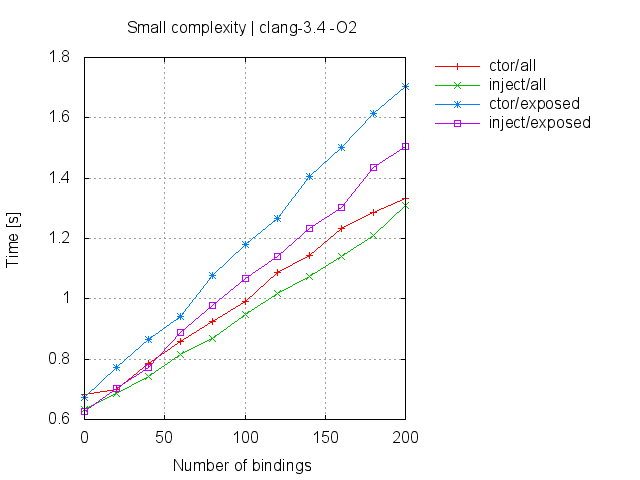 Small complexity | clang-3.4 -O2
ctor/all
inject/all
ctor/exposed
inject/exposed
Time [s]
1.8
1.6
1.4
1.2
1
0.8
0.6
0 50 100 150 200
Number of bindings